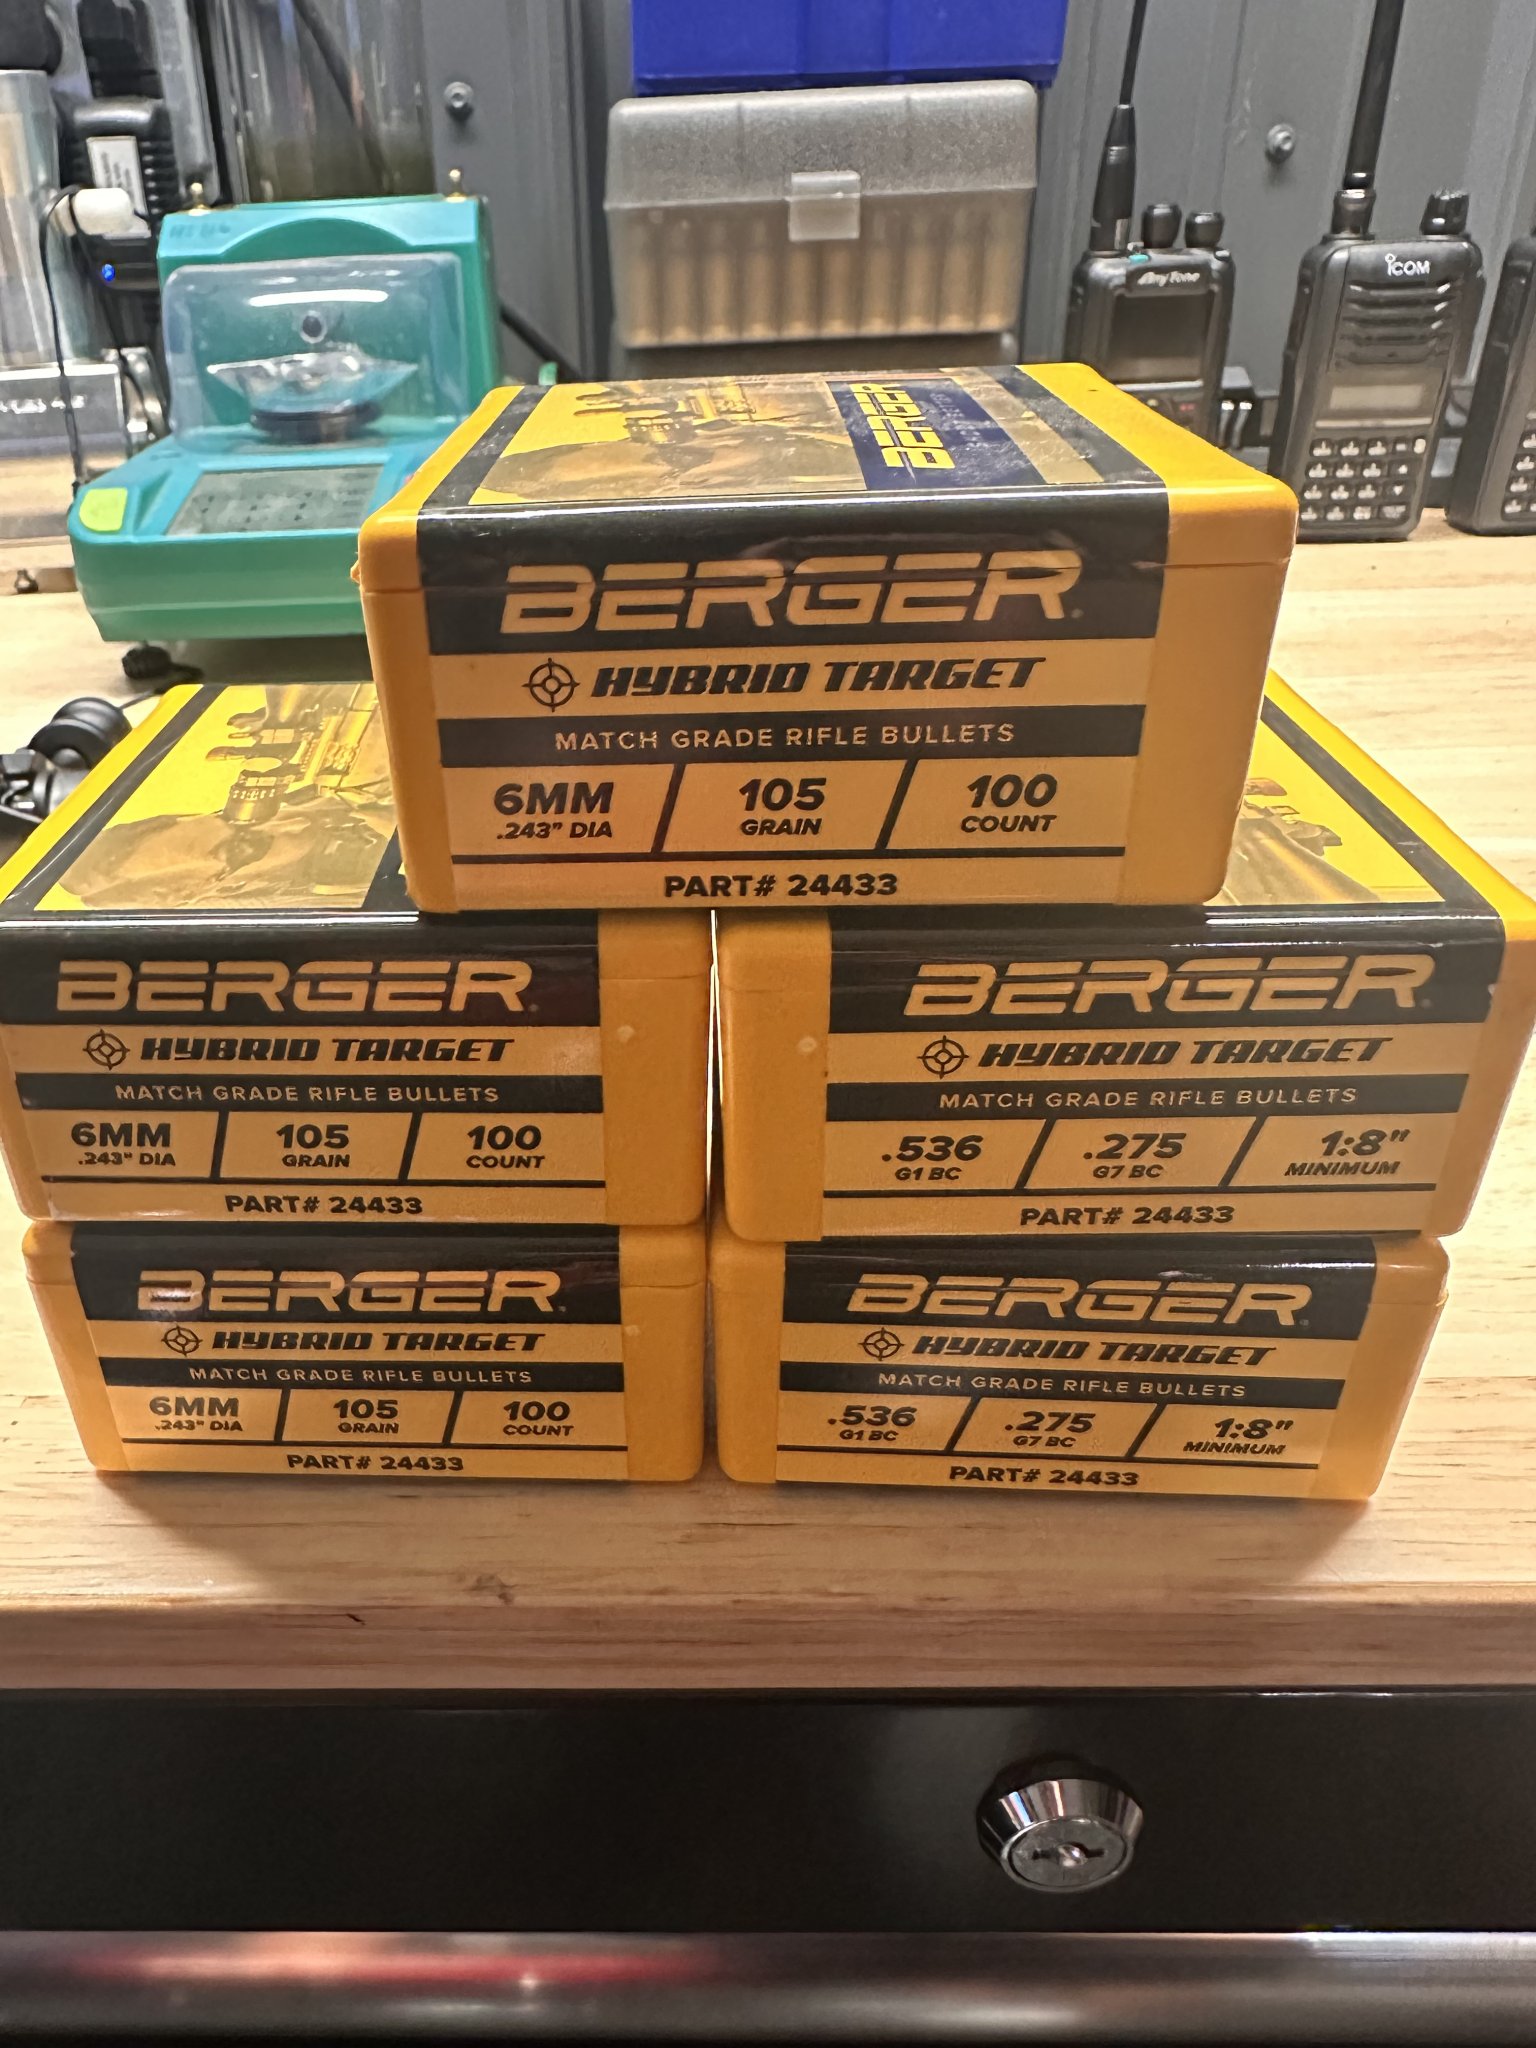 AnyTone
ICOM
BERGER
BERGER
HYBRID TARGET
MATCH GRADE RIFLE BULLETS
6MM 105 100
.243" DIA GRAIN COUNT
PART# 24433
BERGER
HYBRID TARGET
MATCH GRADE RIFLE BULLETS
6MM 105 100
.243" DIA GRAIN COUNT
PART# 24433
BERGER
HYBRID TARGET
MATCH GRADE RIFLE BULLETS
.536 .275 1:8"
G1 BC G7 BC MINIMUM
PART# 24433
BERGER
HYBRID TARGET
MATCH GRADE RIFLE BULLETS
6MM 105 100
.243" DIA GRAIN COUNT
PART# 24433
BERGER
HYBRID TARGET
MATCH GRADE RIFLE BULLETS
.536 .275 1:8"
G1 BC G7 BC MINIMUM
PART# 24433